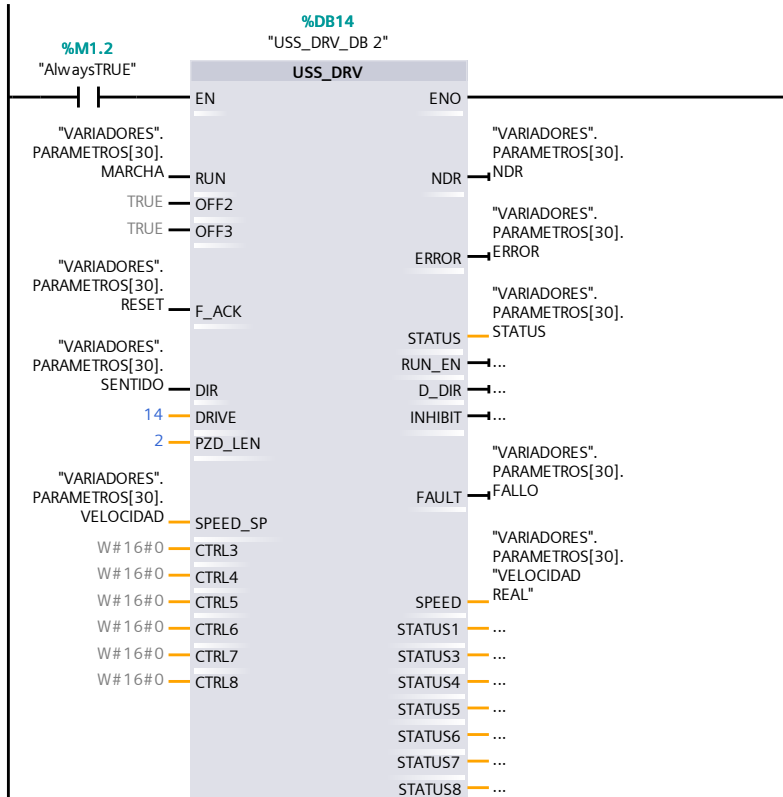 %DB14
"USS_DRV_DB 2"
%M1.2
"AlwaysTRUE"
USS_DRV
EN
ENO
"VARIADORES".
PARAMETROS[30].
MARCHA
RUN
TRUE
OFF2
TRUE
OFF3
"VARIADORES".
PARAMETROS[30].
RESET
F_ACK
"VARIADORES".
PARAMETROS[30].
SENTIDO
DIR
14
DRIVE
2
PZD_LEN
"VARIADORES".
PARAMETROS[30].
VELOCIDAD
SPEED_SP
W#16#0
CTRL3
W#16#0
CTRL4
W#16#0
CTRL5
W#16#0
CTRL6
W#16#0
CTRL7
W#16#0
CTRL8
"VARIADORES".
PARAMETROS[30].
NDR
NDR
"VARIADORES".
PARAMETROS[30].
ERROR
ERROR
"VARIADORES".
PARAMETROS[30].
STATUS
STATUS
RUN_EN
...
D_DIR
...
INHIBIT
...
"VARIADORES".
PARAMETROS[30].
FALLO
FAULT
"VARIADORES".
PARAMETROS[30].
"VELOCIDAD
REAL"
SPEED
STATUS1
...
STATUS3
...
STATUS4
...
STATUS5
...
STATUS6
...
STATUS7
...
STATUS8
...